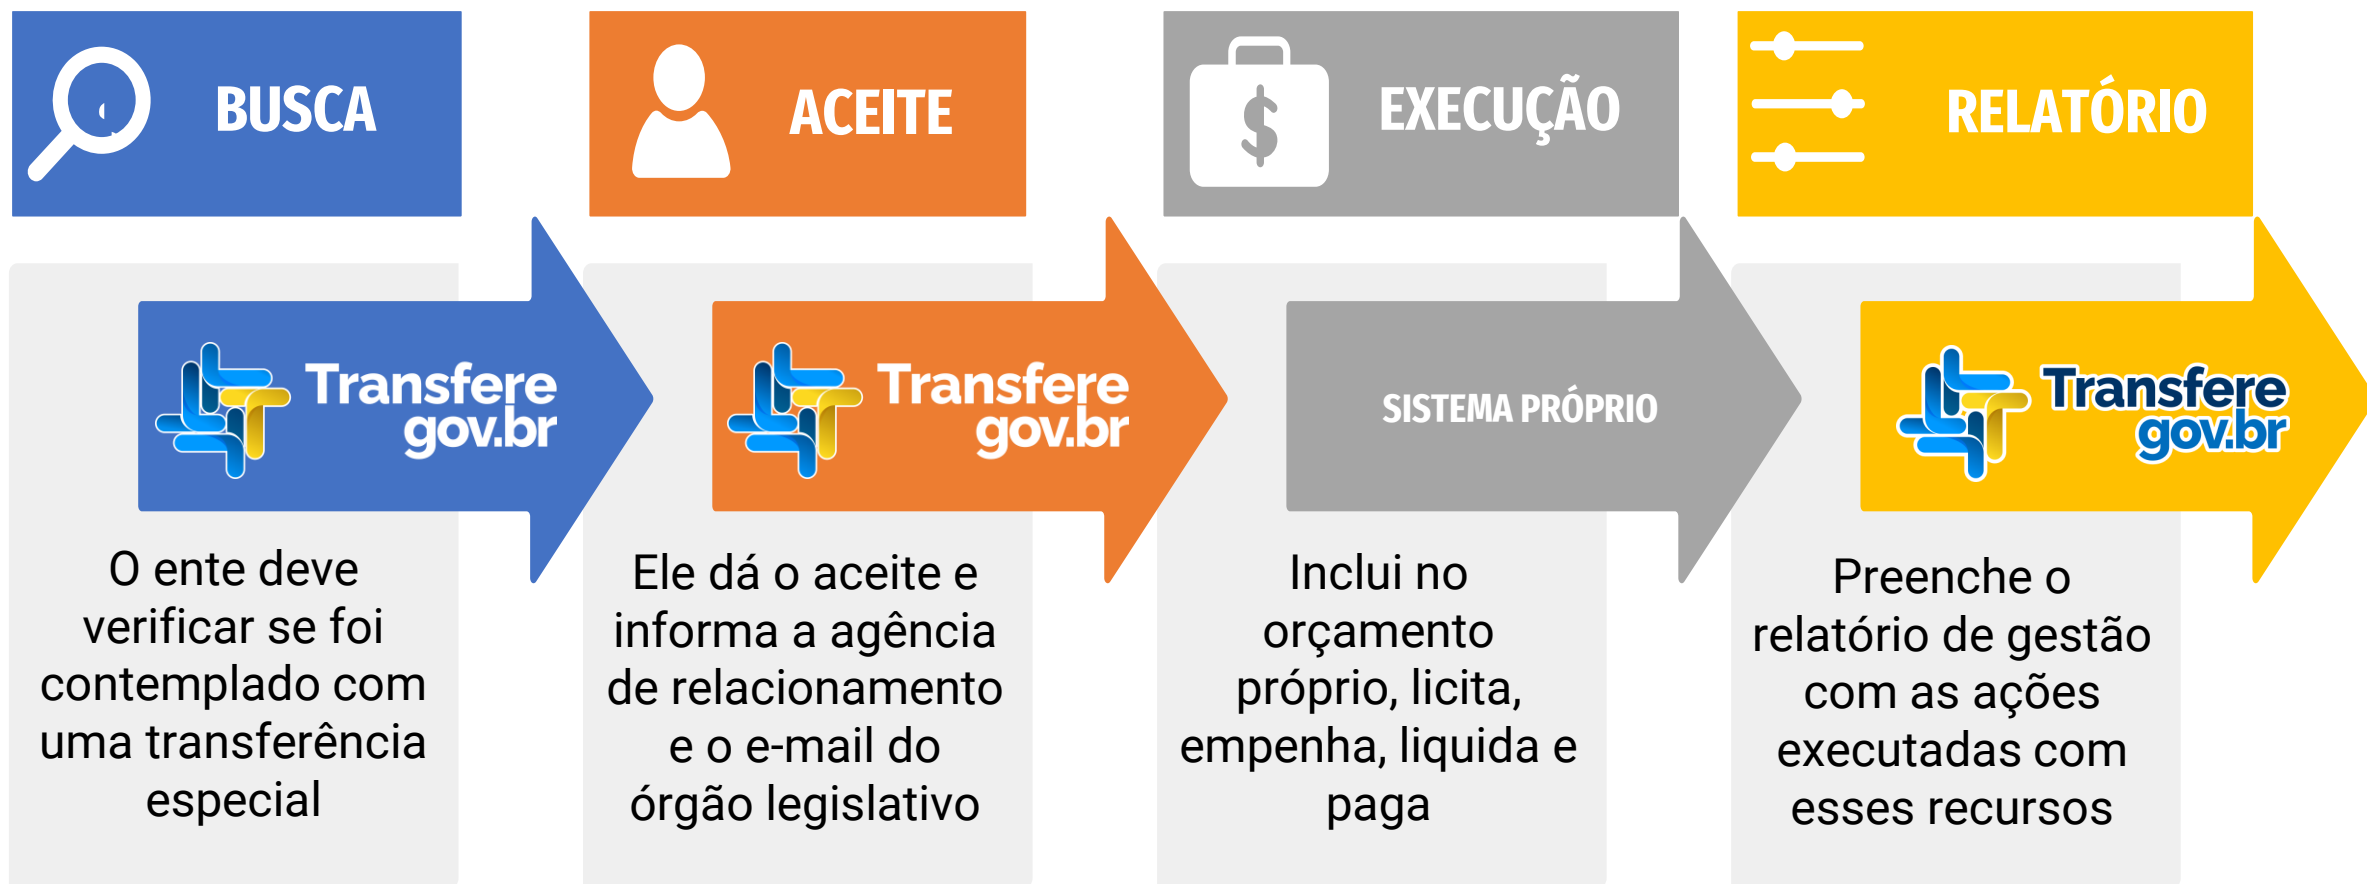 BUSCA
Transfere
gov.br
O ente deve
verificar se foi
contemplado com
uma transferência
especial
ACEITE
Transfere
gov.br
Ele dá o aceite e
informa a agência
de relacionamento
e o e-mail do
órgão legislativo
EXECUÇÃO
$
SISTEMA PRÓPRIO
Inclui no
orçamento
próprio, licita,
empenha, liquida e
paga
RELATÓRIO
Transfere
gov.br
Preenche o
relatório de gestão
com as ações
executadas com
esses recursos